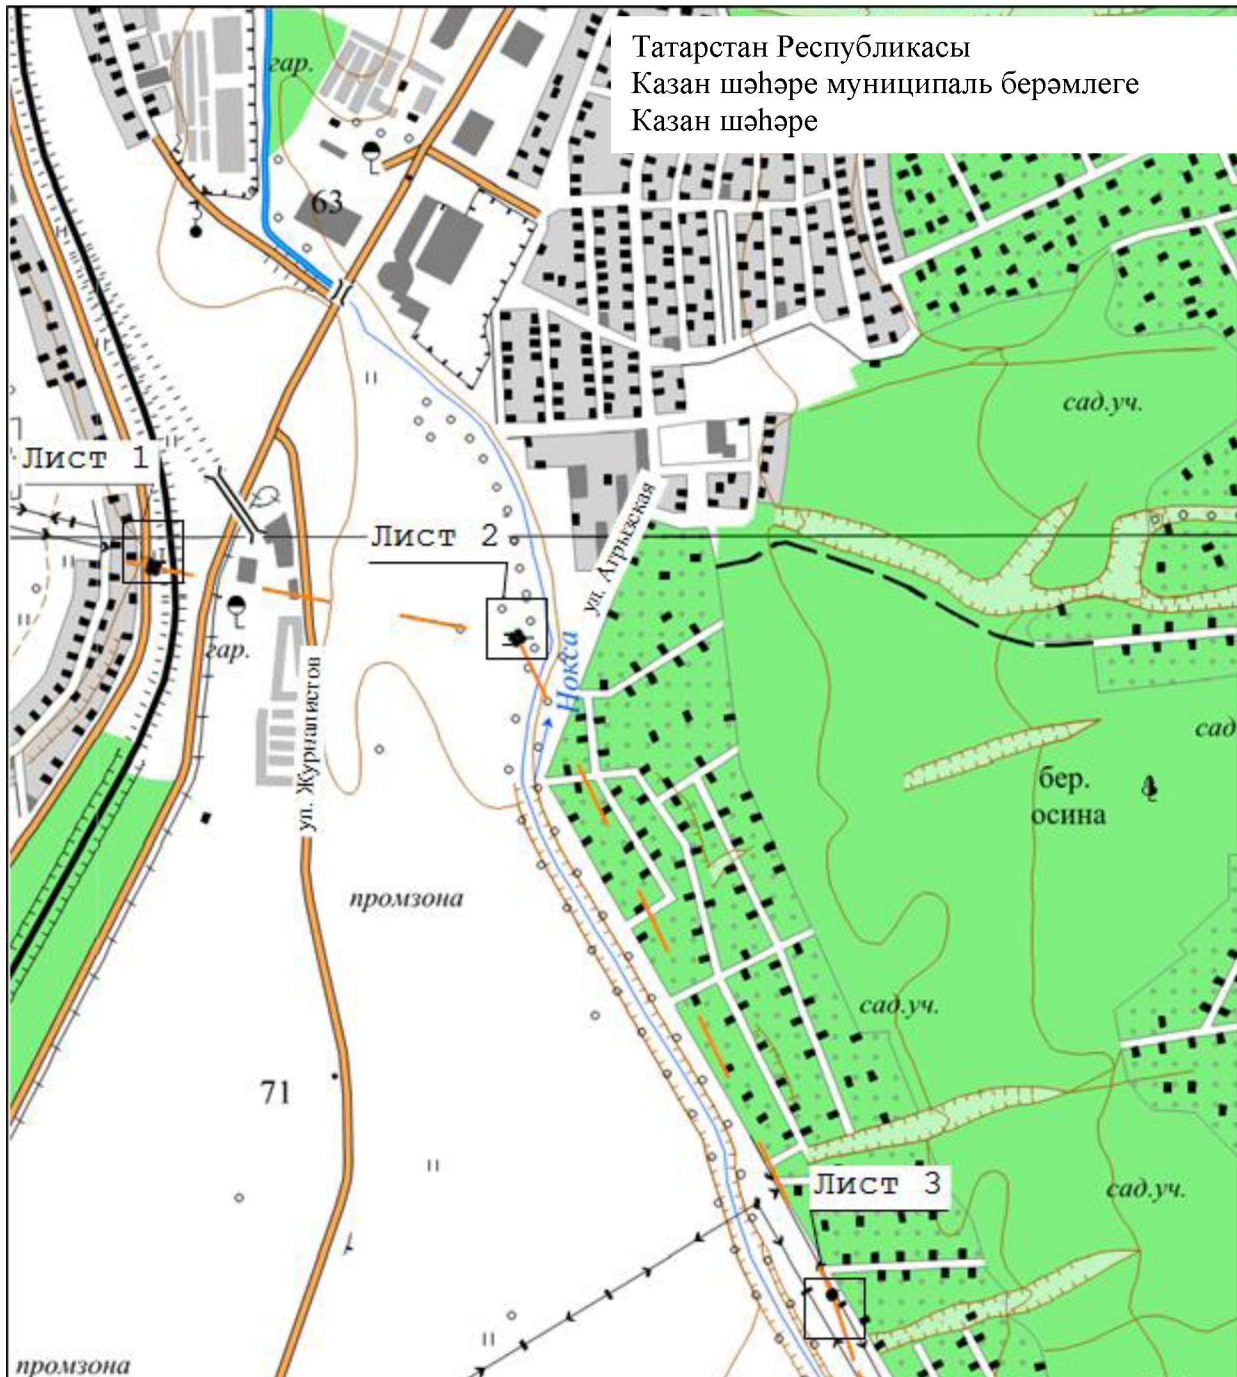 Татарстан Республикасы
Казан шәһәре муниципаль берәмлеге
Казан шәһәре
гар.
63
сад.уч.
Лист 1
Лист 2
ул. Агрызская
гар.
Нокса
ул. Журналистов
сад
бер.
осина
промзона
сад.уч.
71
Лист 3
сад.уч.
промзона